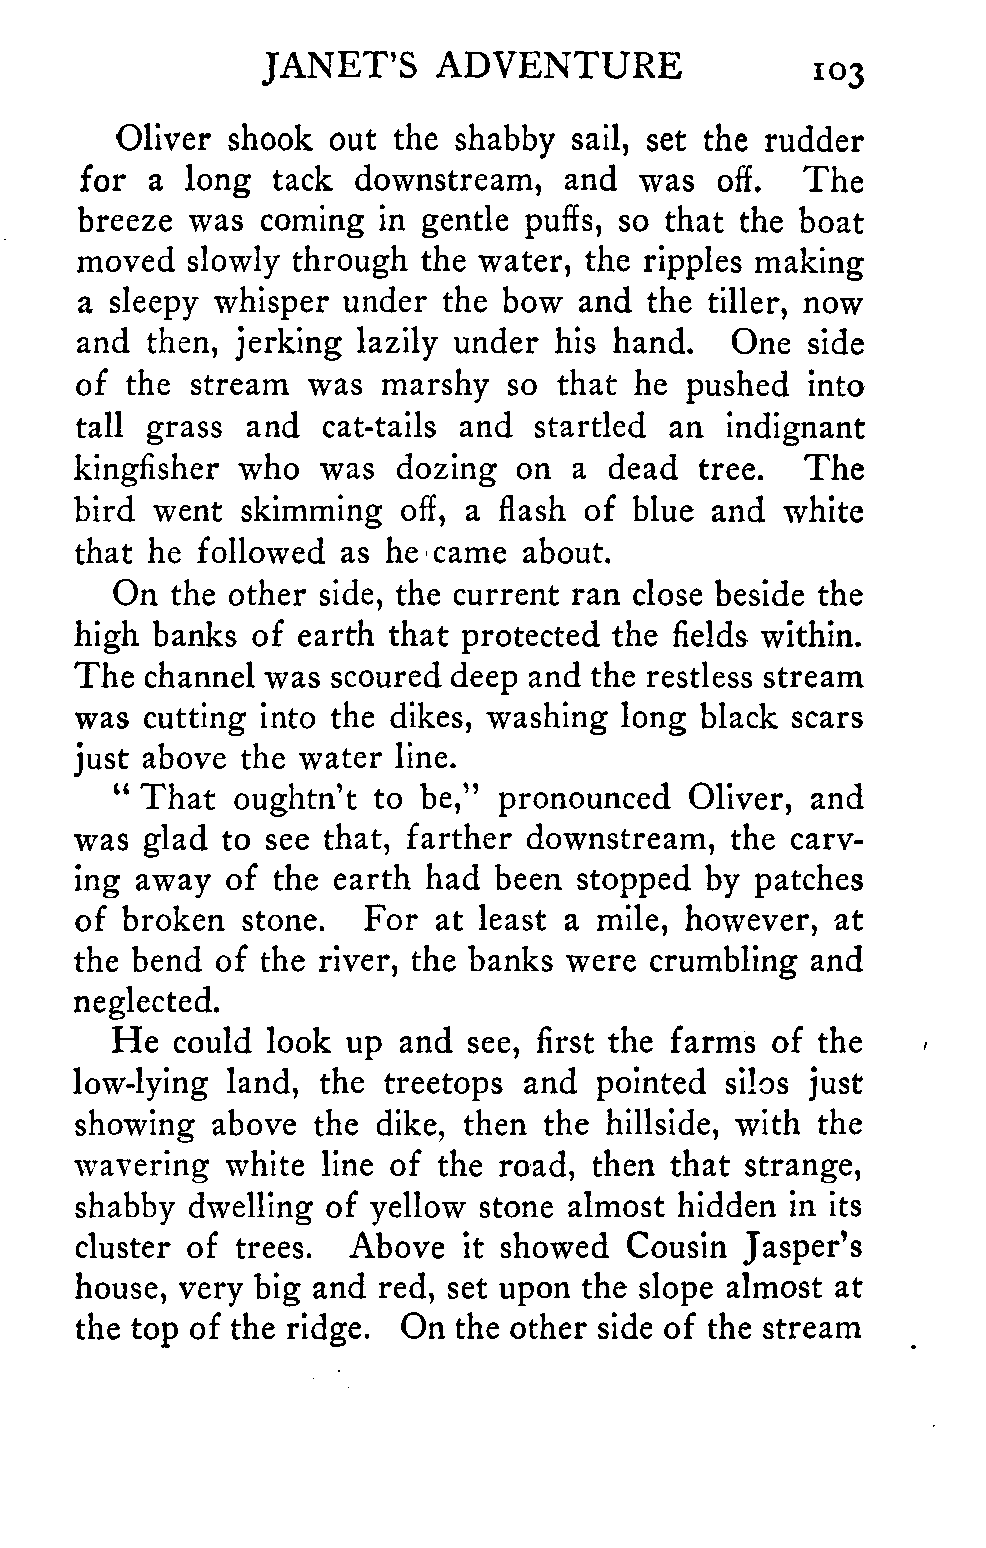 JANET'S ADVENTURE 103
Oliver shook out the shabby sail, set the rudder
for a long tack downstream, and was off. The
breeze was coming in gentle puffs, so that the boat
moved slowly through the water, the ripples making
a sleepy whisper under the bow and the tiller, now
and then, jerking lazily under his hand. One side
of the stream was marshy so that he pushed into
tall grass and cat-tails and startled an indignant
kingfisher who was dozing on a dead tree. The
bird went skimming off, a flash of blue and white
that he followed as he came about.
On the other side, the current ran close beside the
high banks of earth that protected the fields within.
The channel was scoured deep and the restless stream
was cutting into the dikes, washing long black scars
just above the water line.
" That oughtn't to be," pronounced Oliver, and
was glad to see that, farther downstream, the carv-
ing away of the earth had been stopped by patches
of broken stone. For at least a mile, however, at
the bend of the river, the banks were crumbling and
neglected.
He could look up and see, first the farms of the
low-lying land, the treetops and pointed silos just
showing above the dike, then the hillside, with the
wavering white line of the road, then that strange,
shabby dwelling of yellow stone almost hidden in its
cluster of trees. Above it showed Cousin Jasper's
house, very big and red, set upon the slope almost at
the top of the ridge. On the other side of the stream